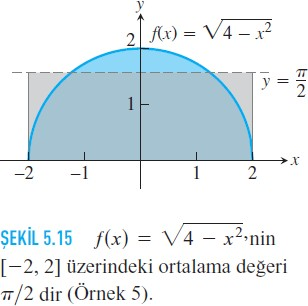 y
2
f(x) = √4 − x²
y = π/2
1
−2 −1 1 2 x
ŞEKİL 5.15 f(x) = √4 − x²,nin
[−2, 2] üzerindeki ortalama değeri
π/2 dir (Örnek 5).